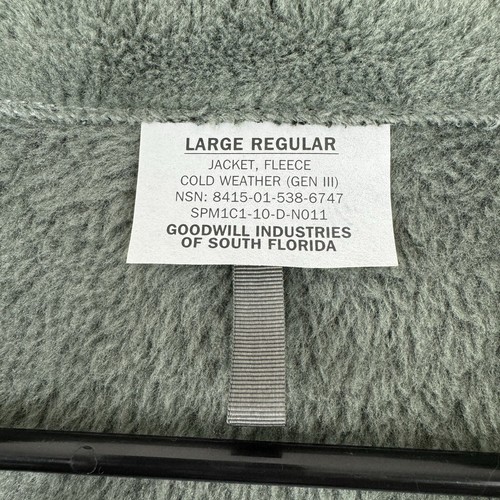 LARGE REGULAR
JACKET, FLEECE
COLD WEATHER (GEN III)
NSN: 8415-01-538-6747
SPM1C1-10-D-N011
GOODWILL INDUSTRIES
OF SOUTH FLORIDA